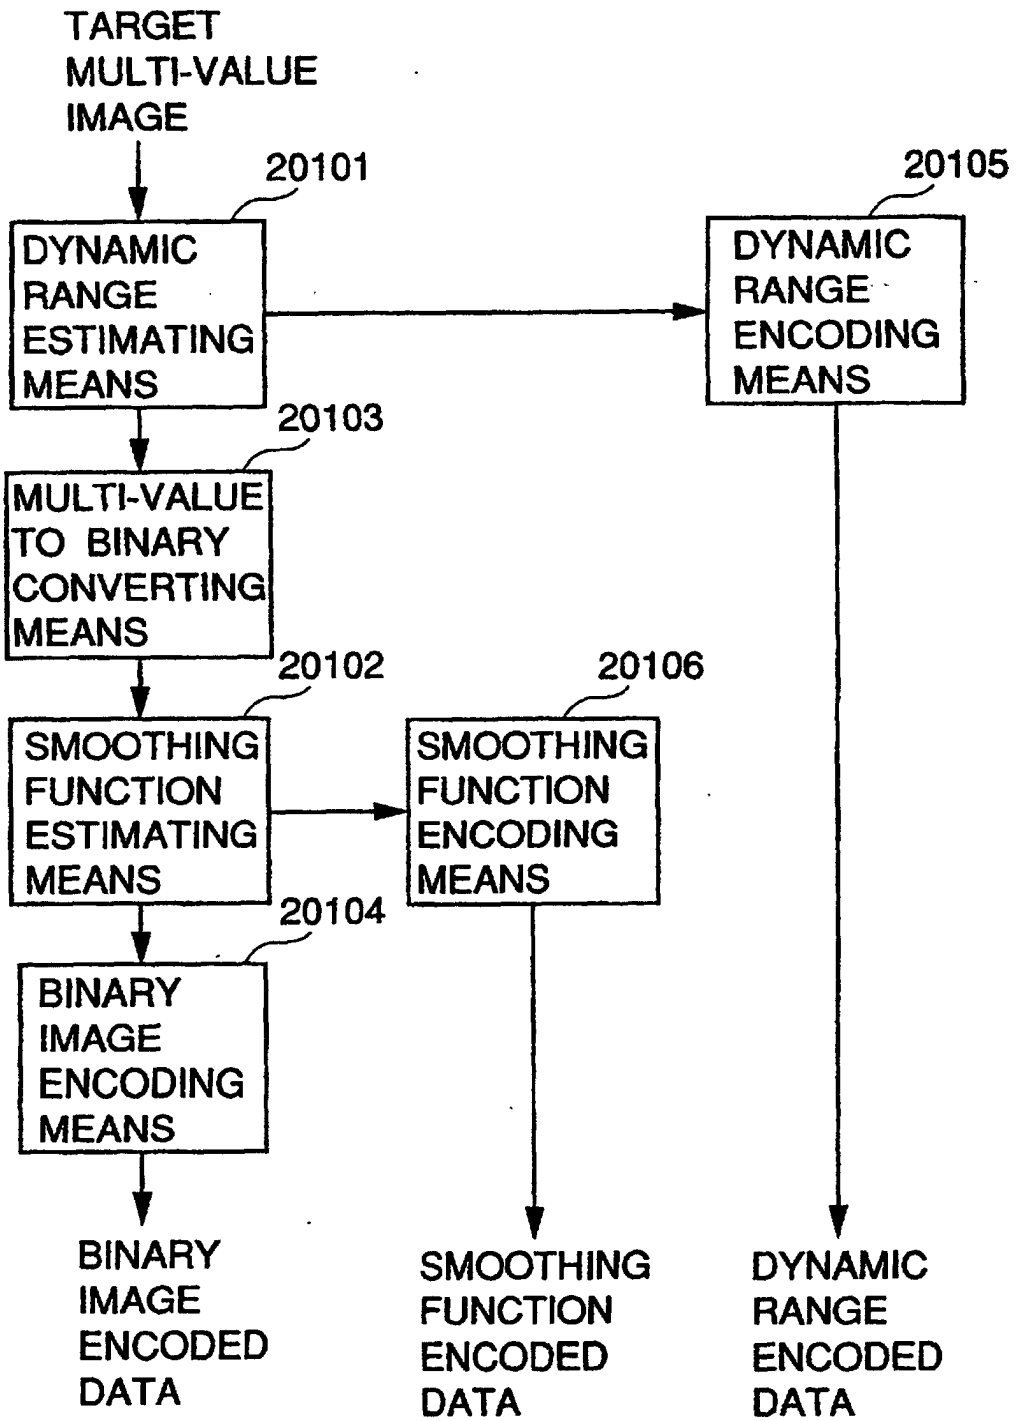 TARGET
MULTI-VALUE
IMAGE
20101
DYNAMIC
RANGE
ESTIMATING
MEANS
20105
DYNAMIC
RANGE
ENCODING
MEANS
20103
MULTI-VALUE
TO BINARY
CONVERTING
MEANS
20102
SMOOTHING
FUNCTION
ESTIMATING
MEANS
20106
SMOOTHING
FUNCTION
ENCODING
MEANS
20104
BINARY
IMAGE
ENCODING
MEANS
BINARY
IMAGE
ENCODED
DATA
SMOOTHING
FUNCTION
ENCODED
DATA
DYNAMIC
RANGE
ENCODED
DATA